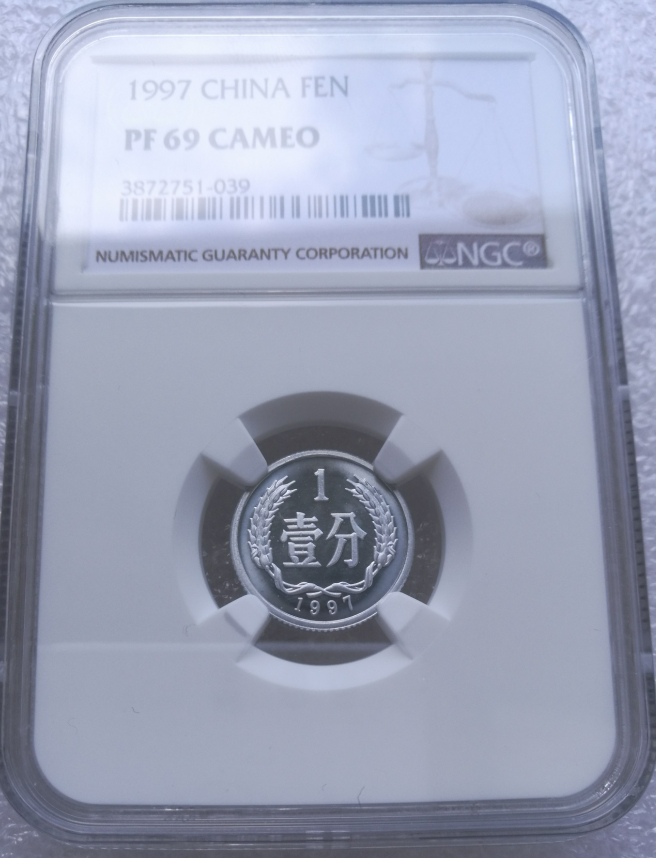 1997 CHINA FEN
PF 69 CAMEO
3872751-039
NUMISMATIC GUARANTY CORPORATION NGC®
1
壹分
1997